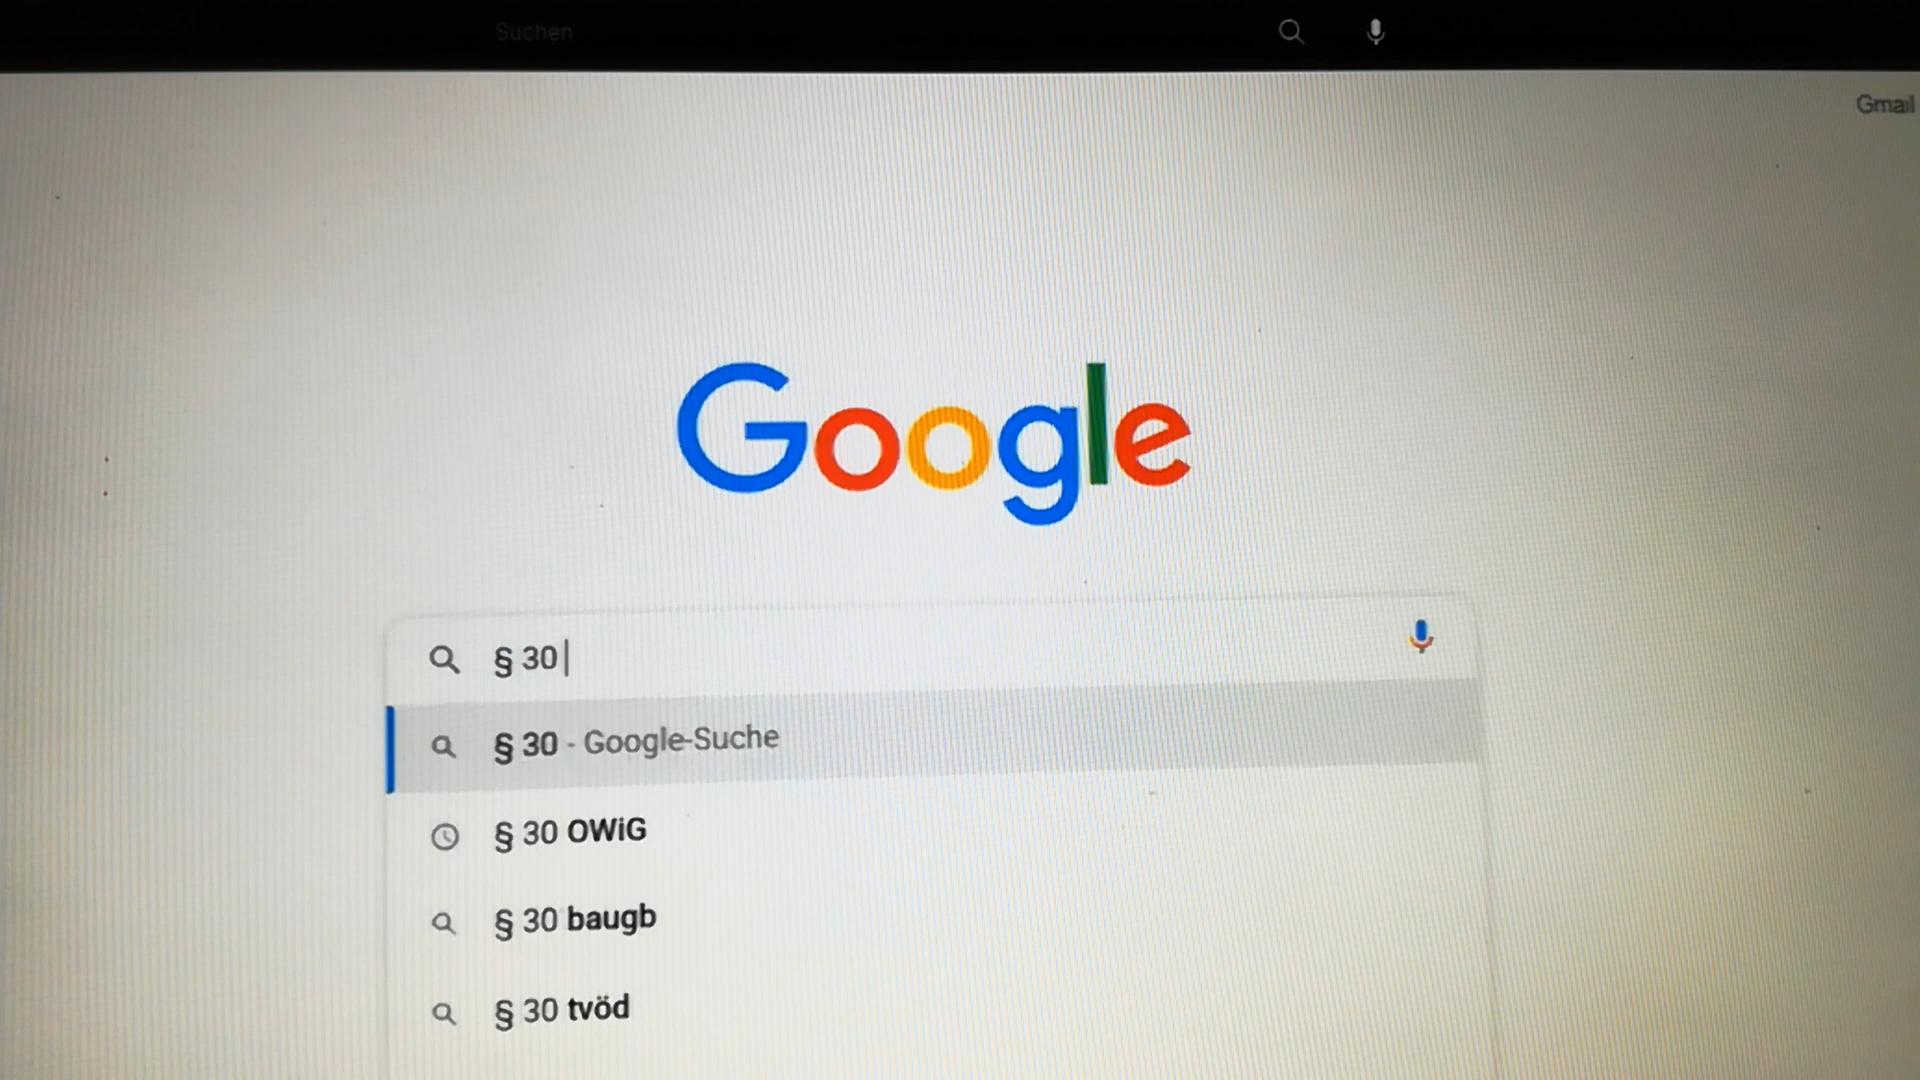 Suchen
Gmail
Google
§ 30
§ 30 - Google-Suche
§ 30 OWiG
§ 30 baugb
§ 30 tvöd